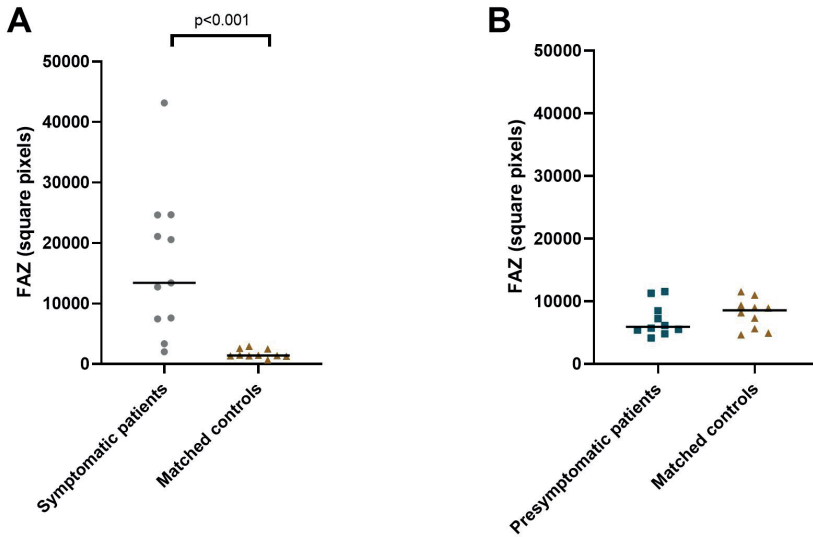 A
p<0.001
FAZ (square pixels)
50000
40000
30000
20000
10000
0
Symptomatic patients
Matched controls
B
FAZ (square pixels)
50000
40000
30000
20000
10000
0
Presymptomatic patients
Matched controls